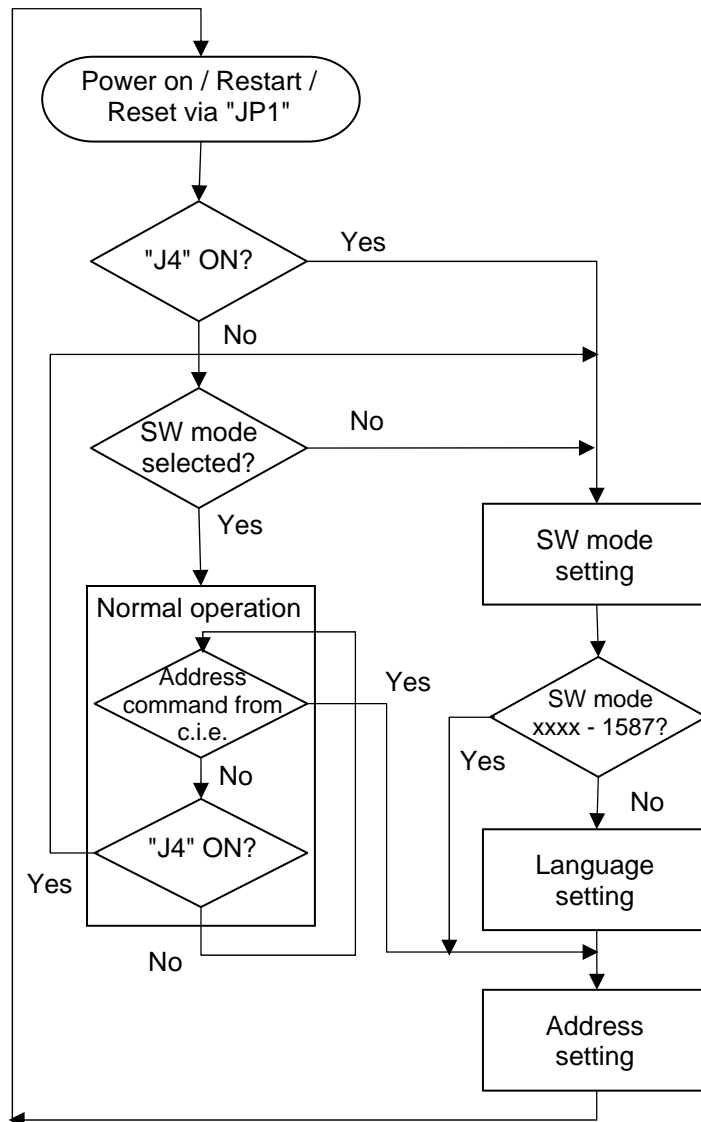 Power on / Restart /
Reset via "JP1"
"J4" ON?
Yes
No
SW mode
selected?
No
Yes
SW mode
setting
Normal operation
Address
command from
c.i.e.
Yes
No
SW mode
xxxx - 1587?
Yes
No
"J4" ON?
Yes
No
Language
setting
Address
setting